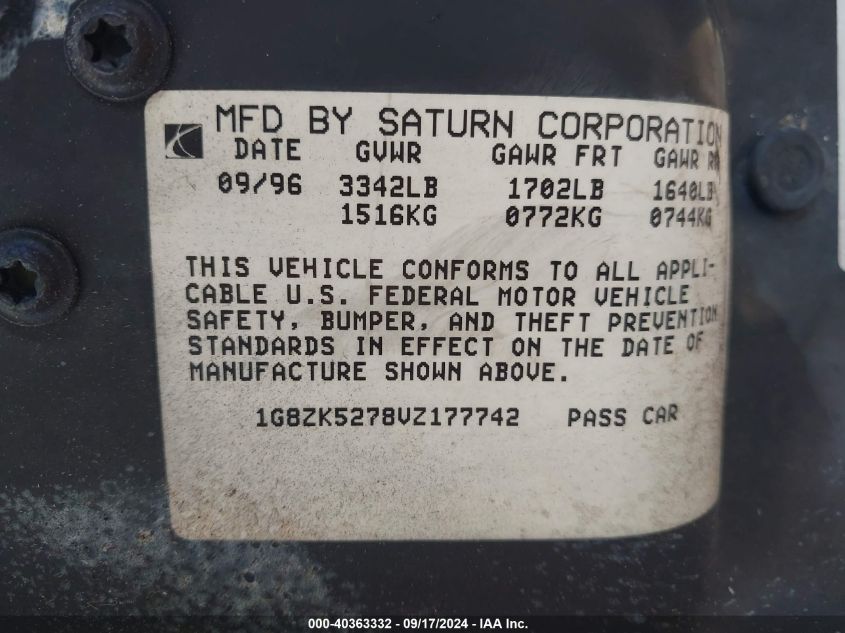 MFD BY SATURN CORPORATION
DATE GVWR GAWR FRT GAWR RR
09/96 3342LB 1702LB 1640LB
1516KG 0772KG 0744KG
THIS VEHICLE CONFORMS TO ALL APPLI-
CABLE U.S. FEDERAL MOTOR VEHICLE
SAFETY, BUMPER, AND THEFT PREVENTION
STANDARDS IN EFFECT ON THE DATE OF
MANUFACTURE SHOWN ABOVE.
1G8ZK5278VZ177742 PASS CAR
000-40363332 - 09/17/2024 - IAA Inc.